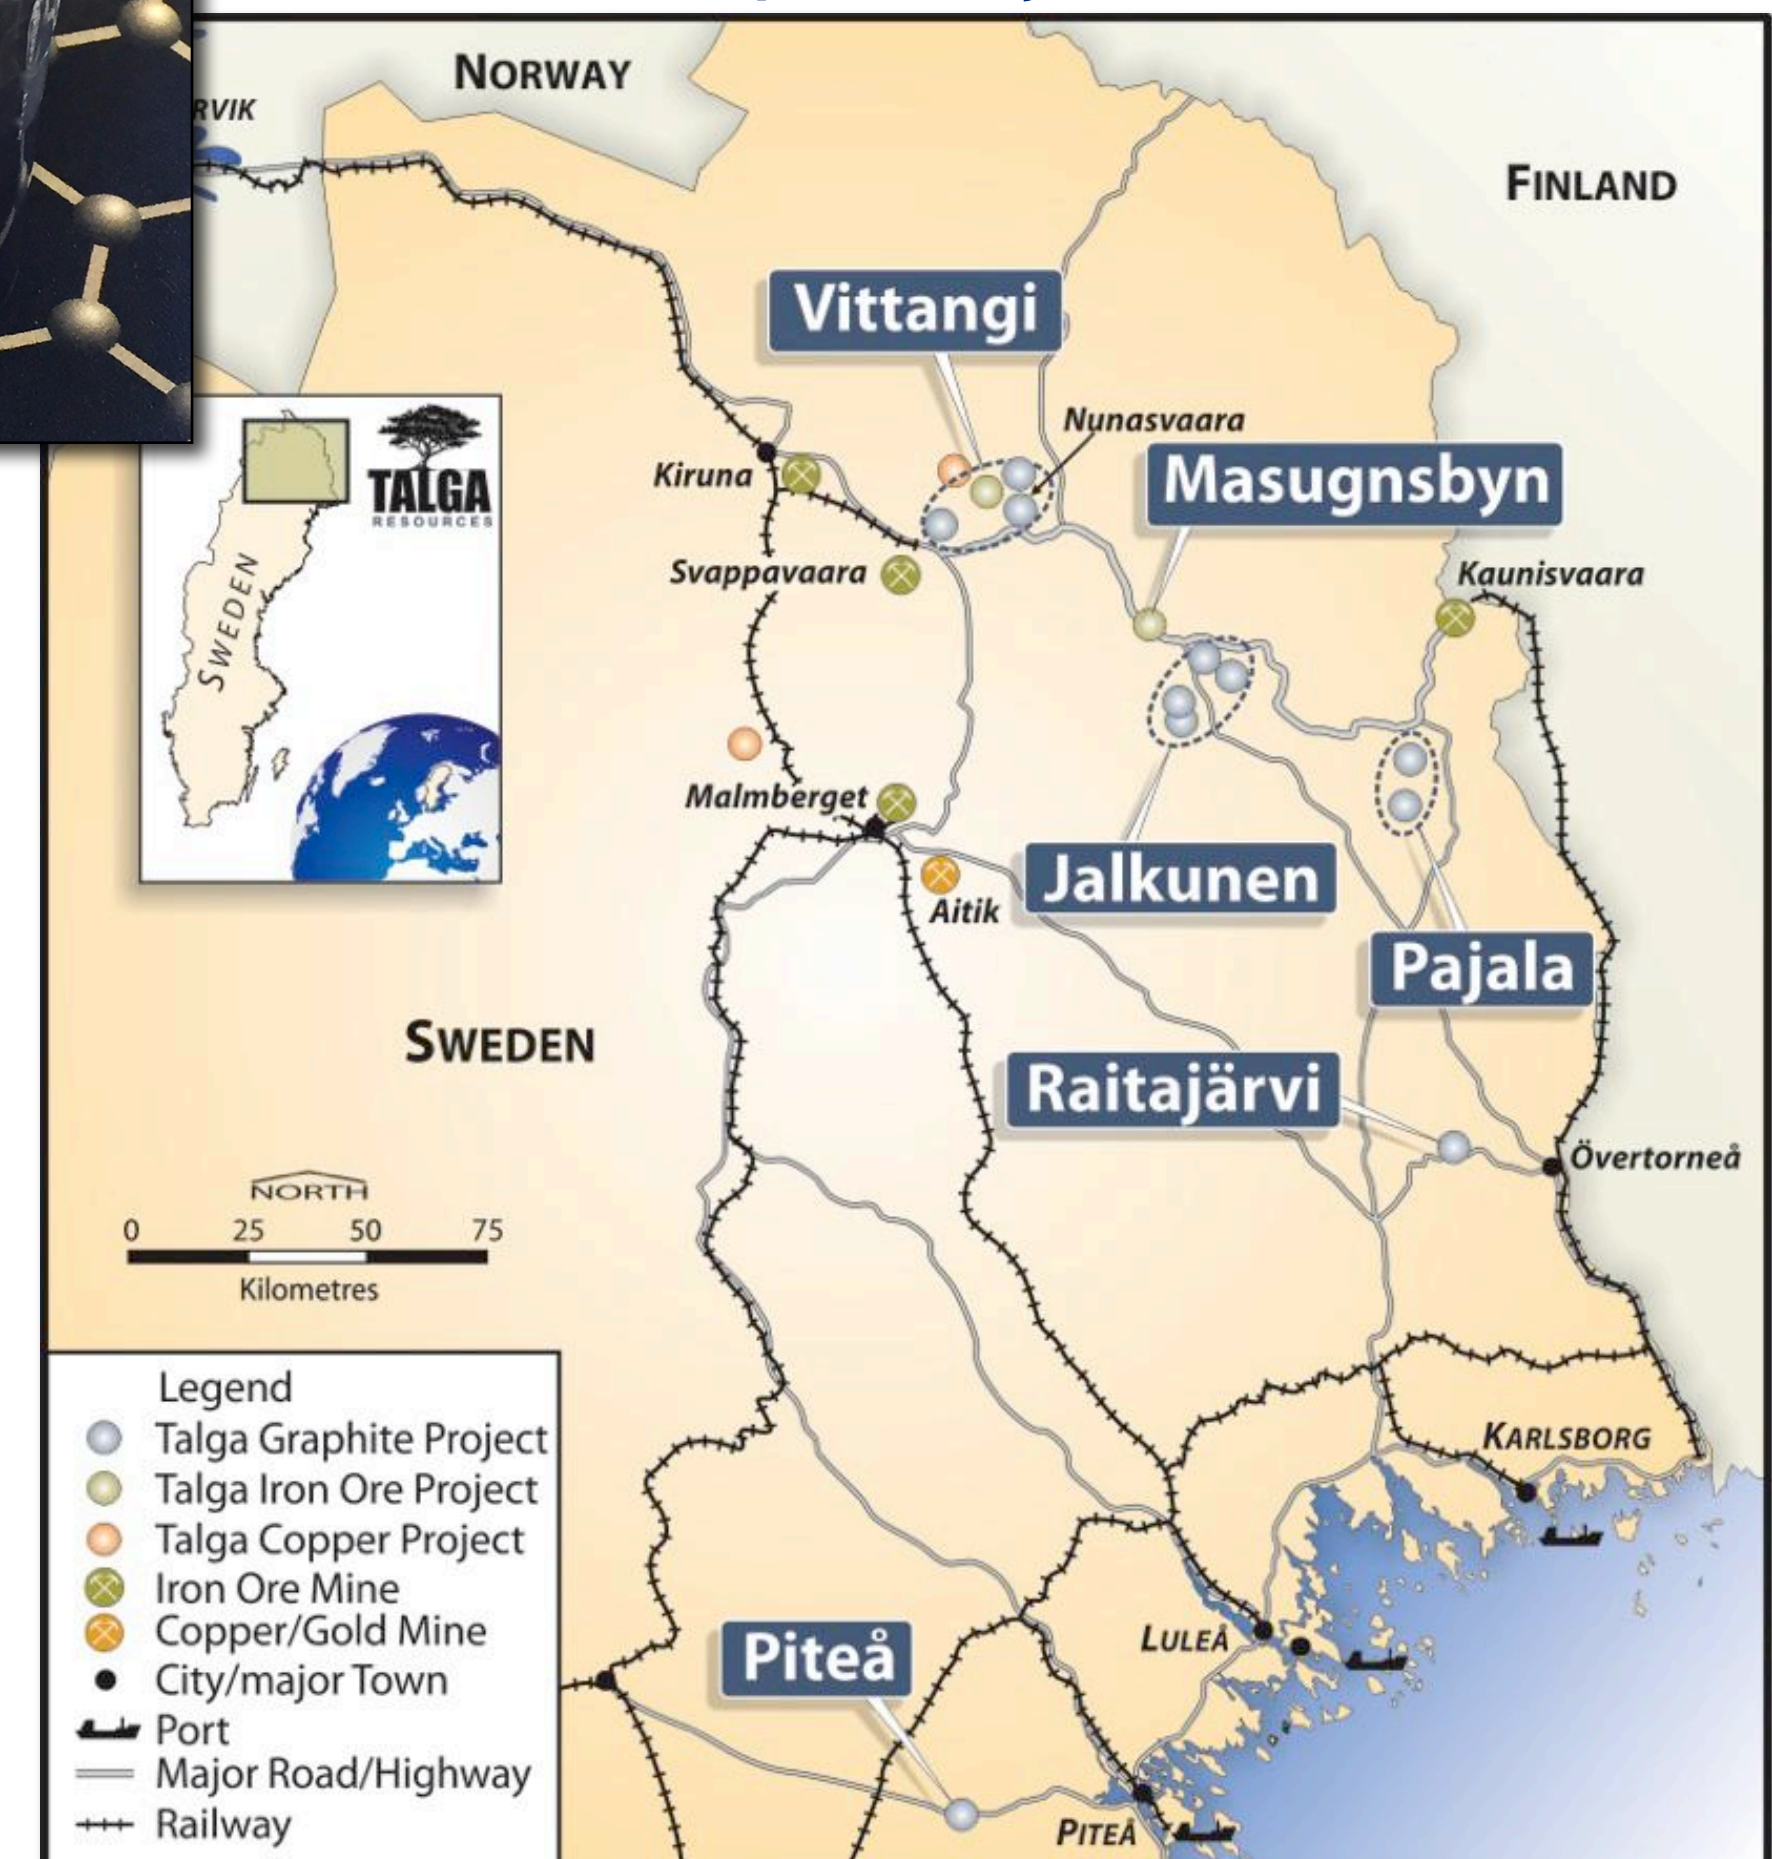 NORWAY
RVIK
FINLAND
Vittangi
Nunasvaara
Kiruna
Masugnsbyn
TALGA
RESOURCES
Svappavaara
Kaunisvaara
SWEDEN
Malmberget
Jalkunen
Aitik
Pajala
SWEDEN
Raitajärvi
Övertorneå
NORTH
0 25 50 75
Kilometres
Legend
Talga Graphite Project
Talga Iron Ore Project
Talga Copper Project
Iron Ore Mine
Copper/Gold Mine
City/major Town
Port
Major Road/Highway
Railway
KARLSBORG
LULEÅ
Piteå
PITEÅ